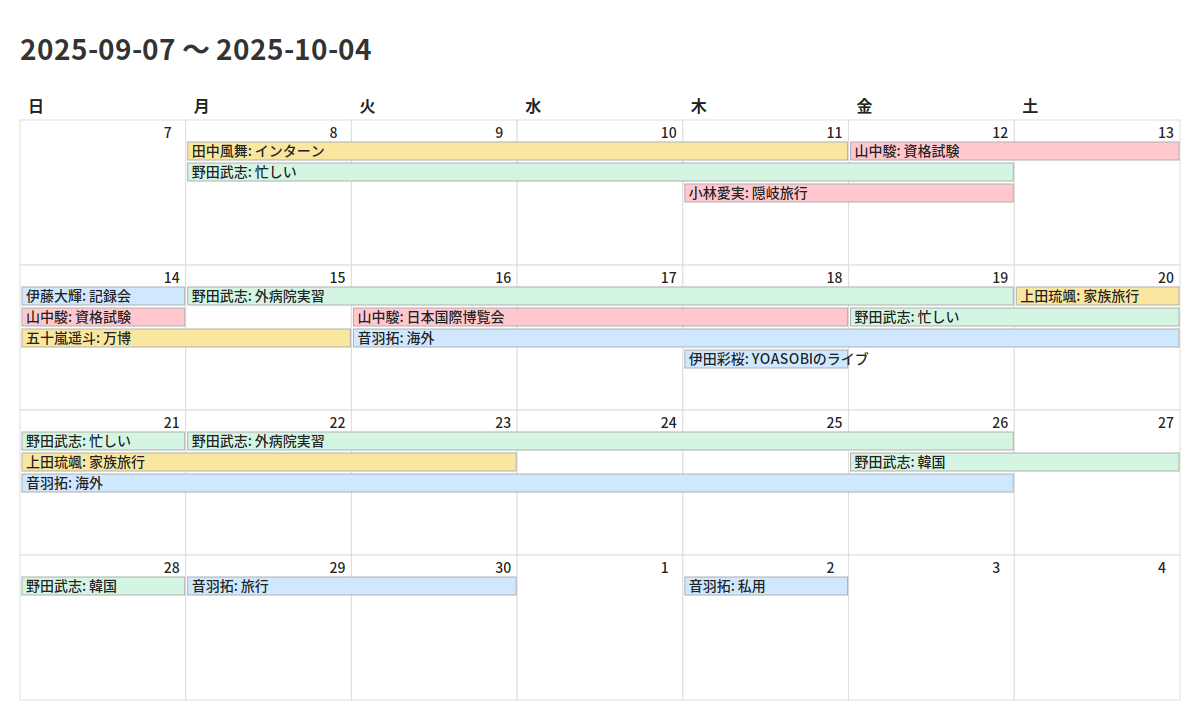 2025-09-07 〜 2025-10-04
日 月 火 水 木 金 土
7 8 9 10 11 12 13
田中風舞: インターン 山中駿: 資格試験
野田武志: 忙しい
小林愛実: 隠岐旅行
14 15 16 17 18 19 20
伊藤大輝: 記録会 野田武志: 外病院実習 上田琉颯: 家族旅行
山中駿: 資格試験 山中駿: 日本国際博覧会 野田武志: 忙しい
五十嵐遥斗: 万博 音羽拓: 海外
伊田彩桜: YOASOBIのライブ
21 22 23 24 25 26 27
野田武志: 忙しい 野田武志: 外病院実習
上田琉颯: 家族旅行 野田武志: 韓国
音羽拓: 海外
28 29 30 1 2 3 4
野田武志: 韓国 音羽拓: 旅行 音羽拓: 私用